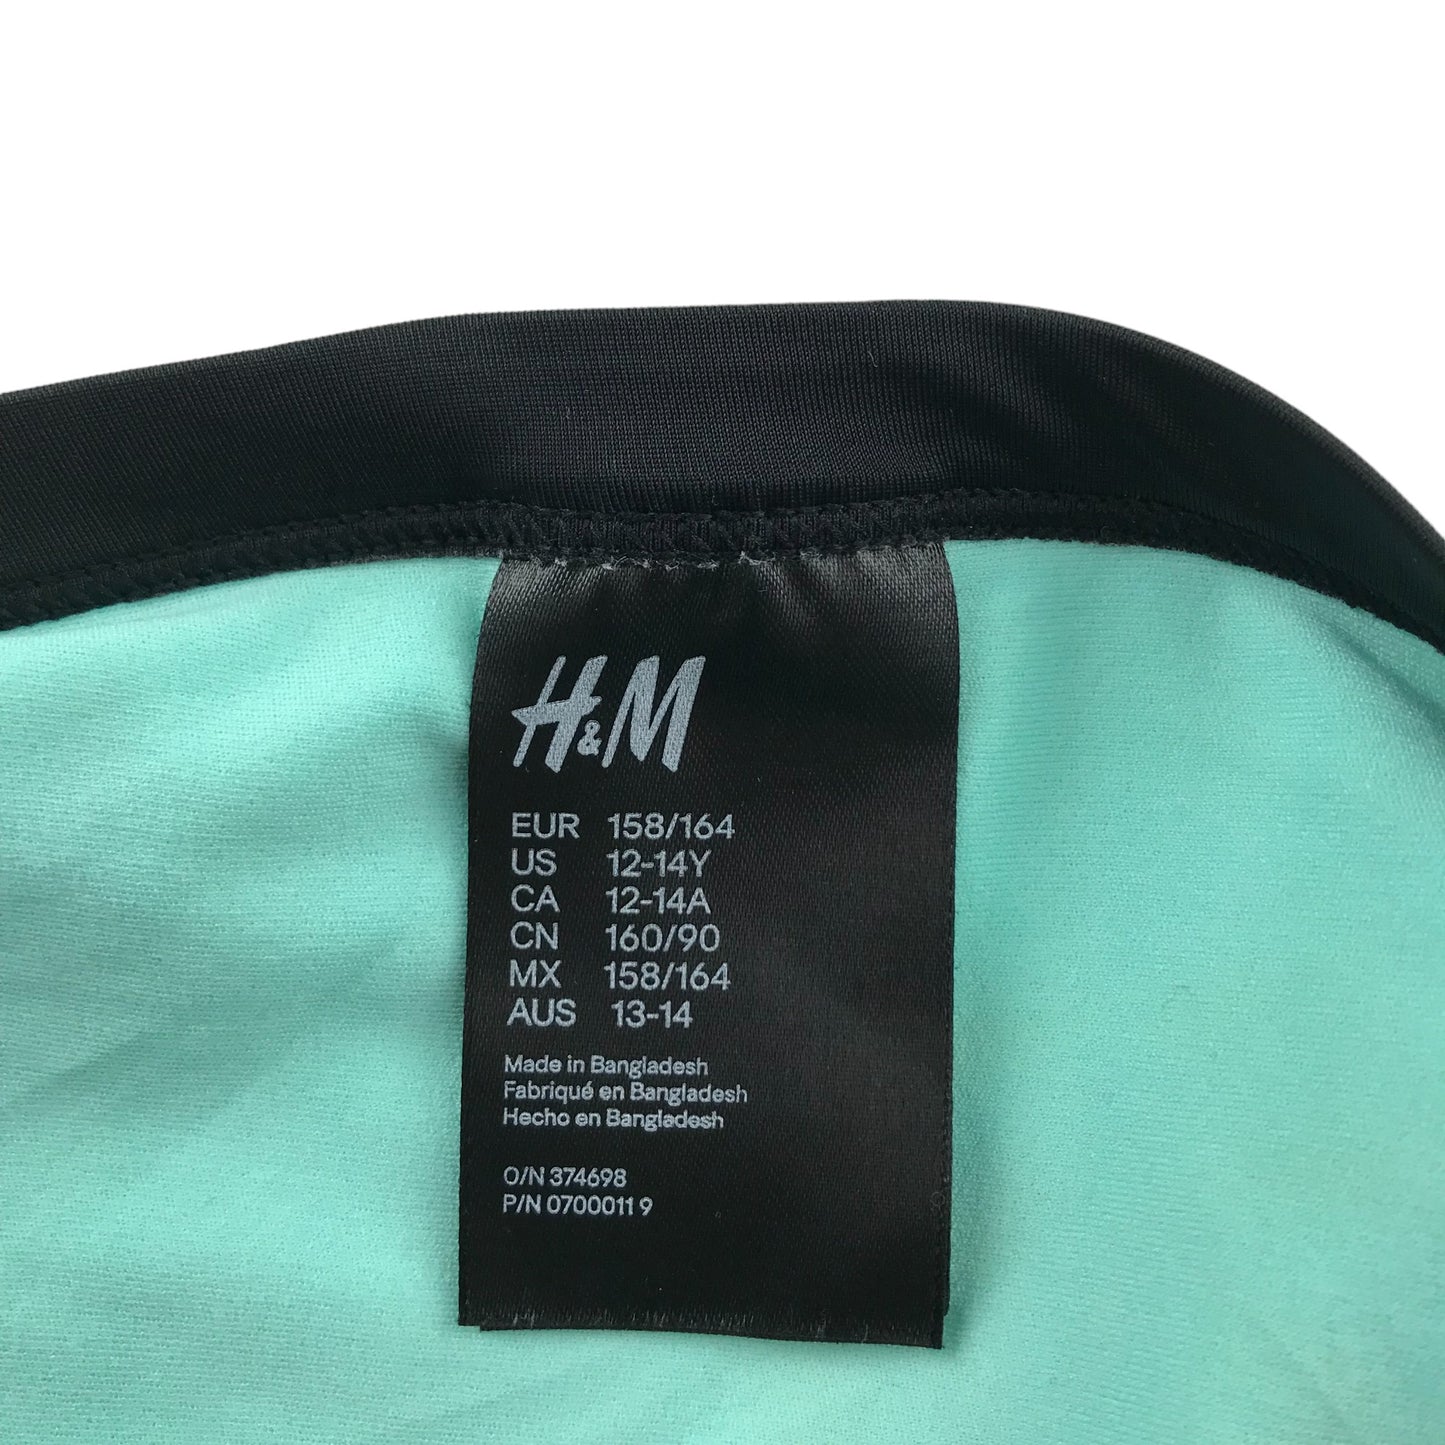 H&M
EUR 158/164
US 12-14Y
CA 12-14A
CN 160/90
MX 158/164
AUS 13-14
Made in Bangladesh
Fabriqué en Bangladesh
Hecho en Bangladesh
O/N 374698
P/N 0700011 9